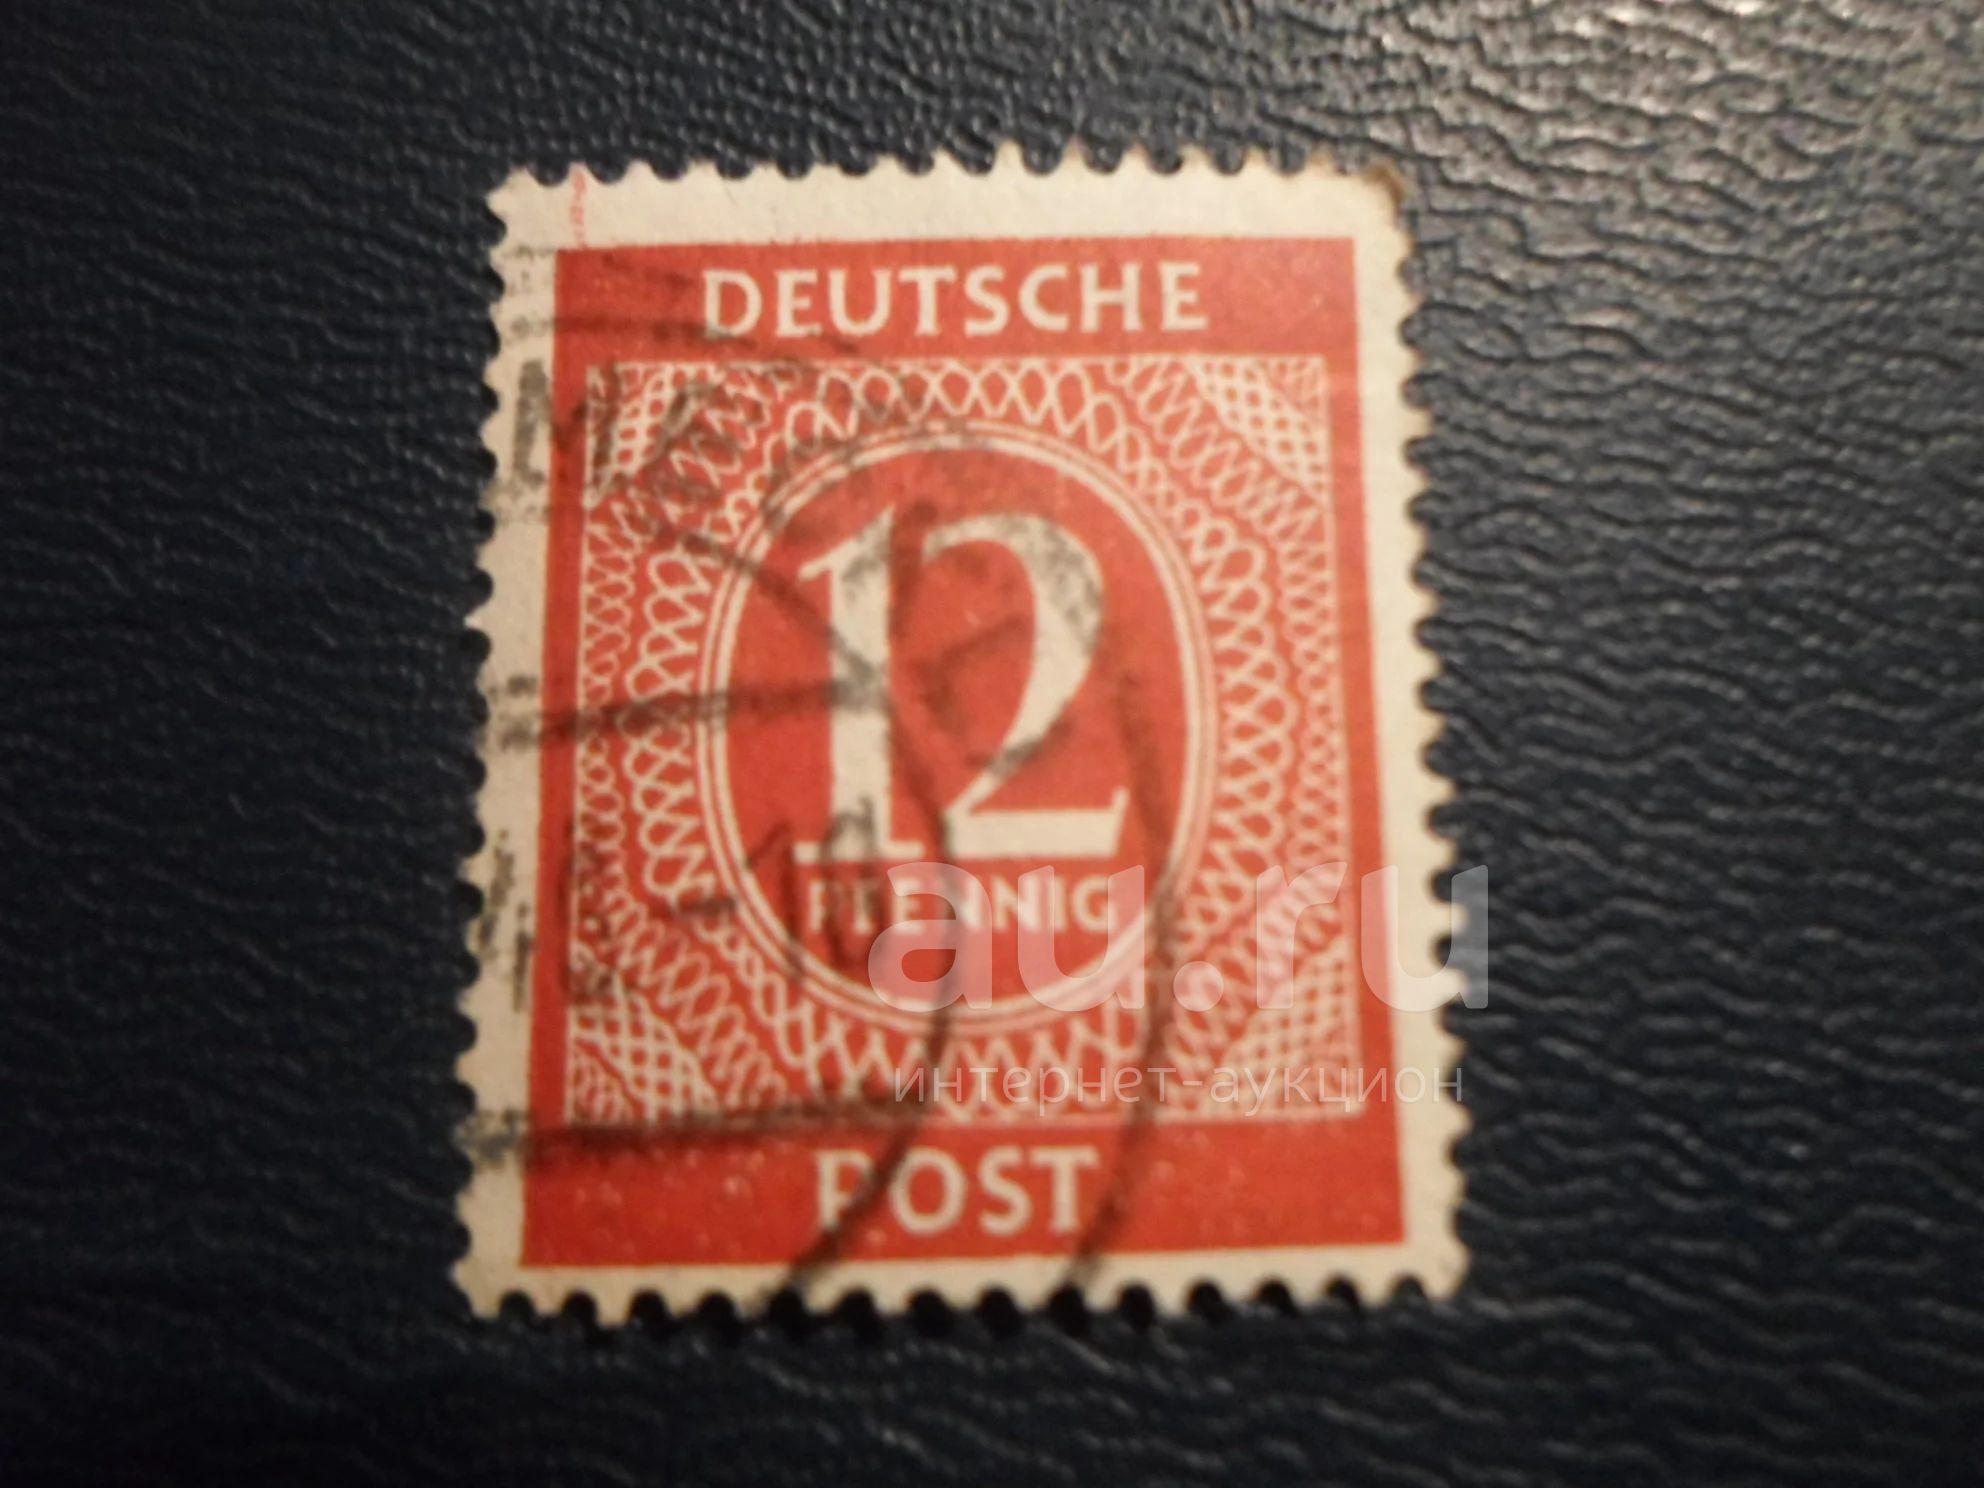 DEUTSCHE
12
PFENNIG
au.ru
интернет-аукцион
POST